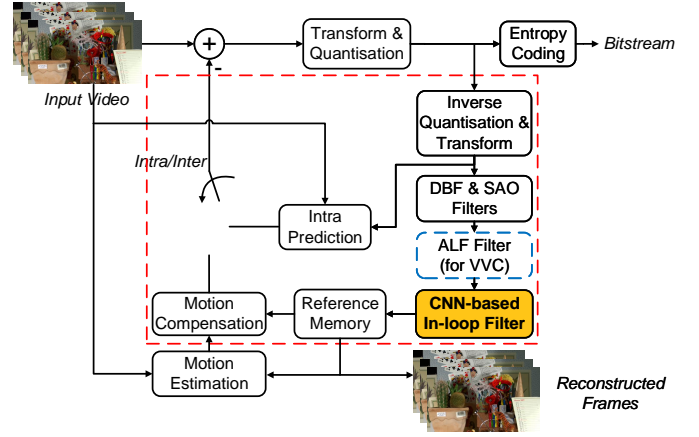 Transform &
Quantisation
Entropy
Coding
Bitstream
+
-
Input Video
Inverse
Quantisation &
Transform
Intra/Inter
DBF & SAO
Filters
Intra
Prediction
ALF Filter
(for VVC)
CNN-based
In-loop Filter
Reference
Memory
Motion
Compensation
Motion
Estimation
Reconstructed
Frames